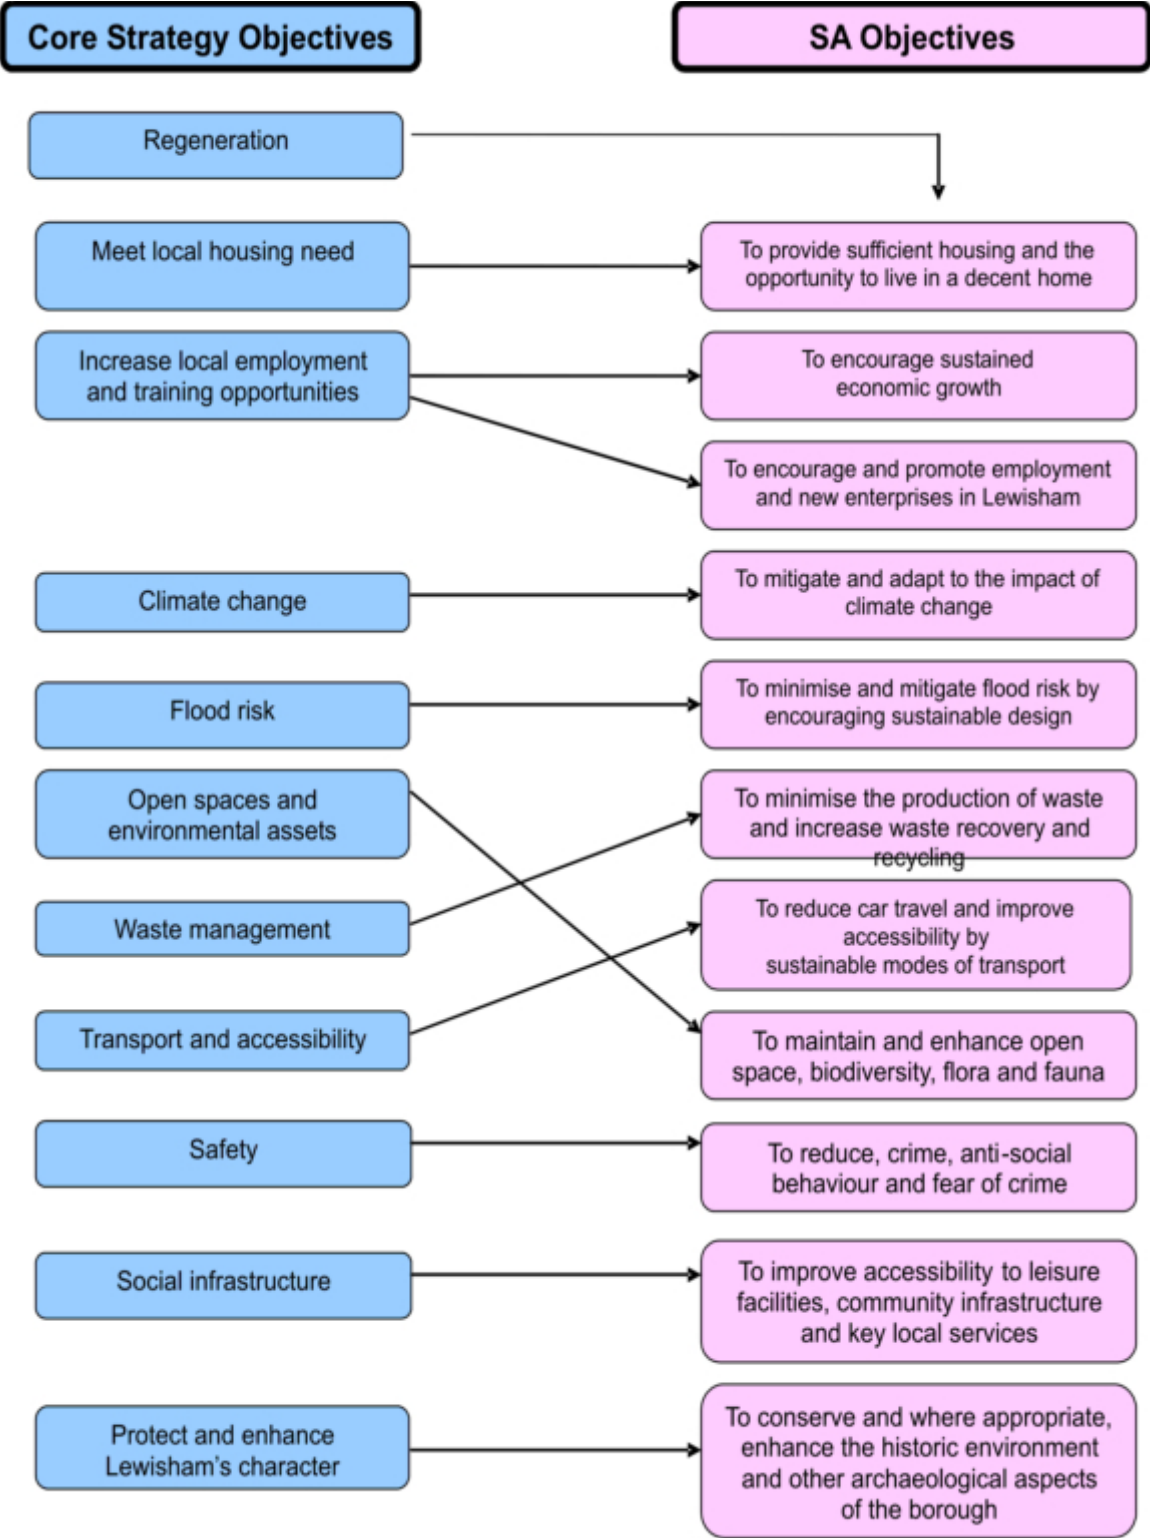 Core Strategy Objectives
SA Objectives
Regeneration
Meet local housing need
To provide sufficient housing and the
opportunity to live in a decent home
Increase local employment
and training opportunities
To encourage sustained
economic growth
To encourage and promote employment
and new enterprises in Lewisham
Climate change
To mitigate and adapt to the impact of
climate change
Flood risk
To minimise and mitigate flood risk by
encouraging sustainable design
Open spaces and
environmental assets
To minimise the production of waste
and increase waste recovery and
recycling
Waste management
To reduce car travel and improve
accessibility by
sustainable modes of transport
Transport and accessibility
To maintain and enhance open
space, biodiversity, flora and fauna
Safety
To reduce, crime, anti-social
behaviour and fear of crime
Social infrastructure
To improve accessibility to leisure
facilities, community infrastructure
and key local services
Protect and enhance
Lewisham's character
To conserve and where appropriate,
enhance the historic environment
and other archaeological aspects
of the borough